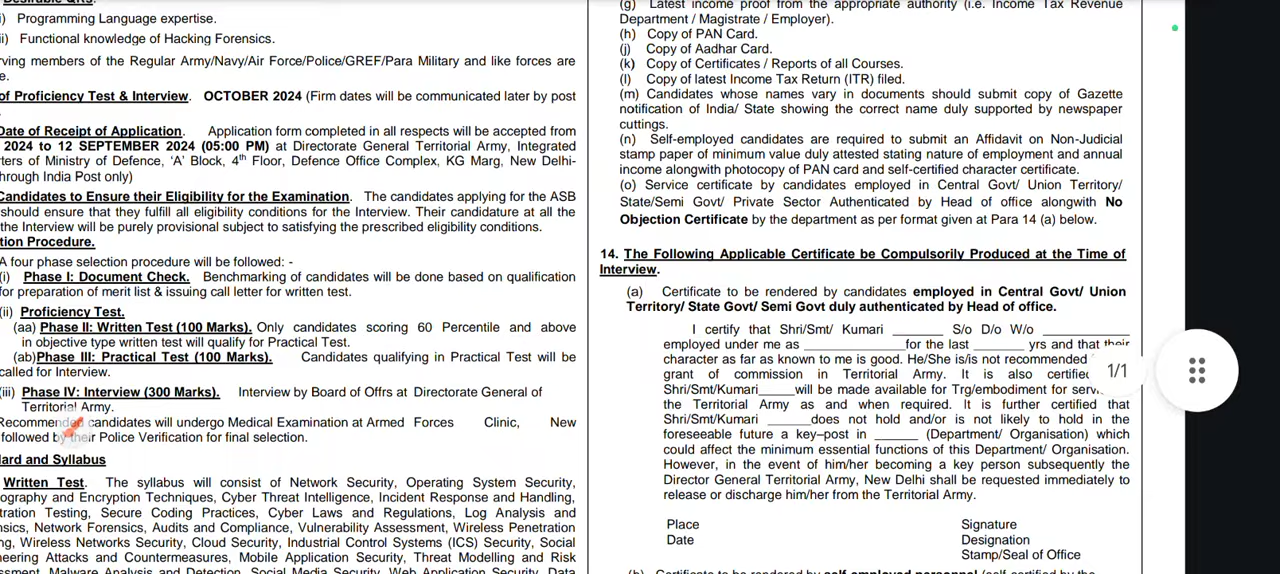 Desirable QRs.
i) Programming Language expertise.
ii) Functional knowledge of Hacking Forensics.
rving members of the Regular Army/Navy/Air Force/Police/GREF/Para Military and like forces are
e.
of Proficiency Test & Interview. OCTOBER 2024 (Firm dates will be communicated later by post
.
Date of Receipt of Application. Application form completed in all respects will be accepted from
2024 to 12 SEPTEMBER 2024 (05:00 PM) at Directorate General Territorial Army, Integrated
rters of Ministry of Defence, ‘A’ Block, 4th Floor, Defence Office Complex, KG Marg, New Delhi-
hrough India Post only)
Candidates to Ensure their Eligibility for the Examination. The candidates applying for the ASB
should ensure that they fulfill all eligibility conditions for the Interview. Their candidature at all the
the Interview will be purely provisional subject to satisfying the prescribed eligibility conditions.
tion Procedure.
A four phase selection procedure will be followed: -
(i) Phase I: Document Check. Benchmarking of candidates will be done based on qualification
for preparation of merit list & issuing call letter for written test.
(ii) Proficiency Test.
(aa) Phase II: Written Test (100 Marks). Only candidates scoring 60 Percentile and above
in objective type written test will qualify for Practical Test.
(ab)Phase III: Practical Test (100 Marks). Candidates qualifying in Practical Test will be
called for Interview.
(iii) Phase IV: Interview (300 Marks). Interview by Board of Offrs at Directorate General of
Territorial Army.
Recommended candidates will undergo Medical Examination at Armed Forces Clinic, New
followed by their Police Verification for final selection.
ard and Syllabus
Written Test. The syllabus will consist of Network Security, Operating System Security,
ography and Encryption Techniques, Cyber Threat Intelligence, Incident Response and Handling,
tration Testing, Secure Coding Practices, Cyber Laws and Regulations, Log Analysis and
nsics, Network Forensics, Audits and Compliance, Vulnerability Assessment, Wireless Penetration
ng, Wireless Networks Security, Cloud Security, Industrial Control Systems (ICS) Security, Social
neering Attacks and Countermeasures, Mobile Application Security, Threat Modelling and Risk
ssment, Malware Analysis and Detection, Social Media Security, Web Application Security, Data
(g) Latest income proof from the appropriate authority (i.e. Income Tax Revenue
Department / Magistrate / Employer).
(h) Copy of PAN Card.
(j) Copy of Aadhar Card.
(k) Copy of Certificates / Reports of all Courses.
(l) Copy of latest Income Tax Return (ITR) filed.
(m) Candidates whose names vary in documents should submit copy of Gazette
notification of India/ State showing the correct name duly supported by newspaper
cuttings.
(n) Self-employed candidates are required to submit an Affidavit on Non-Judicial
stamp paper of minimum value duly attested stating nature of employment and annual
income alongwith photocopy of PAN card and self-certified character certificate.
(o) Service certificate by candidates employed in Central Govt/ Union Territory/
State/Semi Govt/ Private Sector Authenticated by Head of office alongwith No
Objection Certificate by the department as per format given at Para 14 (a) below.
14. The Following Applicable Certificate be Compulsorily Produced at the Time of
Interview.
(a) Certificate to be rendered by candidates employed in Central Govt/ Union
Territory/ State Govt/ Semi Govt duly authenticated by Head of office.
I certify that Shri/Smt/ Kumari _______ S/o D/o W/o ____________
employed under me as ______________for the last _______ yrs and that their
character as far as known to me is good. He/She is/is not recommended
grant of commission in Territorial Army. It is also certified
Shri/Smt/Kumari_____will be made available for Trg/embodiment for serv
the Territorial Army as and when required. It is further certified that
Shri/Smt/Kumari ______does not hold and/or is not likely to hold in the
foreseeable future a key–post in ______ (Department/ Organisation) which
could affect the minimum essential functions of this Department/ Organisation.
However, in the event of him/her becoming a key person subsequently the
Director General Territorial Army, New Delhi shall be requested immediately to
release or discharge him/her from the Territorial Army.
Place Signature
Date Designation
Stamp/Seal of Office
(b) Certificate to be rendered by self-employed personnel (self-certified by the
1/1